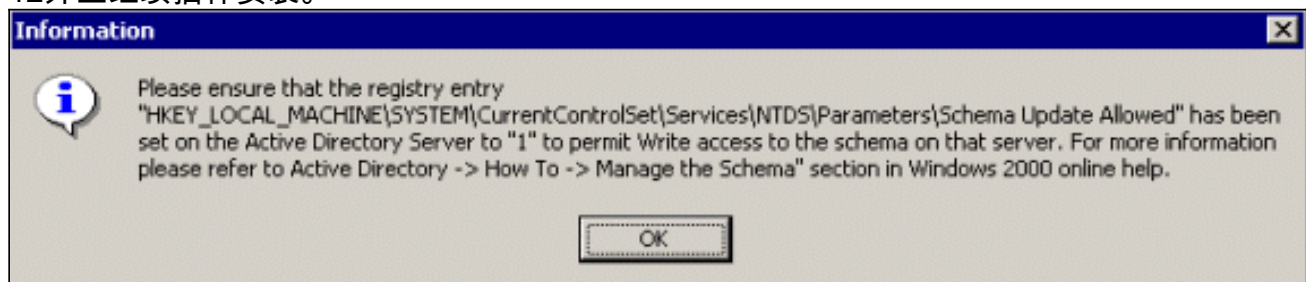 Information
Please ensure that the registry entry
"HKEY_LOCAL_MACHINE\SYSTEM\CurrentControlSet\Services\NTDS\Parameters\Schema Update Allowed" has been
set on the Active Directory Server to "1" to permit Write access to the schema on that server. For more information
please refer to Active Directory -> How To -> Manage the Schema" section in Windows 2000 online help.
OK